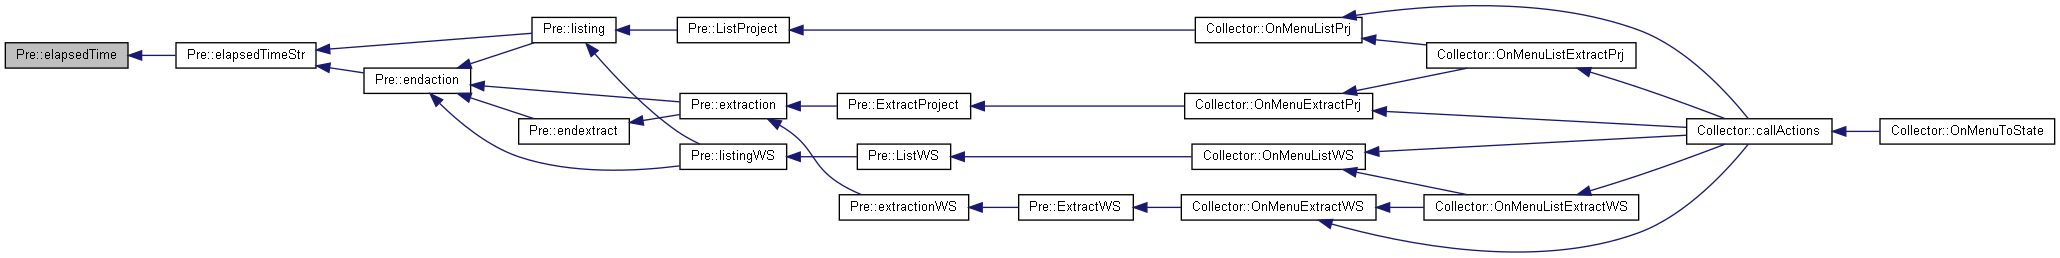 Pre::elapsedTime
Pre::elapsedTimeStr
Pre::listing
Pre::endaction
Pre::ListProject
Pre::extraction
Pre::endextract
Pre::listingWS
Pre::ExtractProject
Pre::ListWS
Pre::extractionWS
Pre::ExtractWS
Collector::OnMenuListPrj
Collector::OnMenuExtractPrj
Collector::OnMenuListWS
Collector::OnMenuExtractWS
Collector::OnMenuListExtractPrj
Collector::OnMenuListExtractWS
Collector::callActions
Collector::OnMenuToState